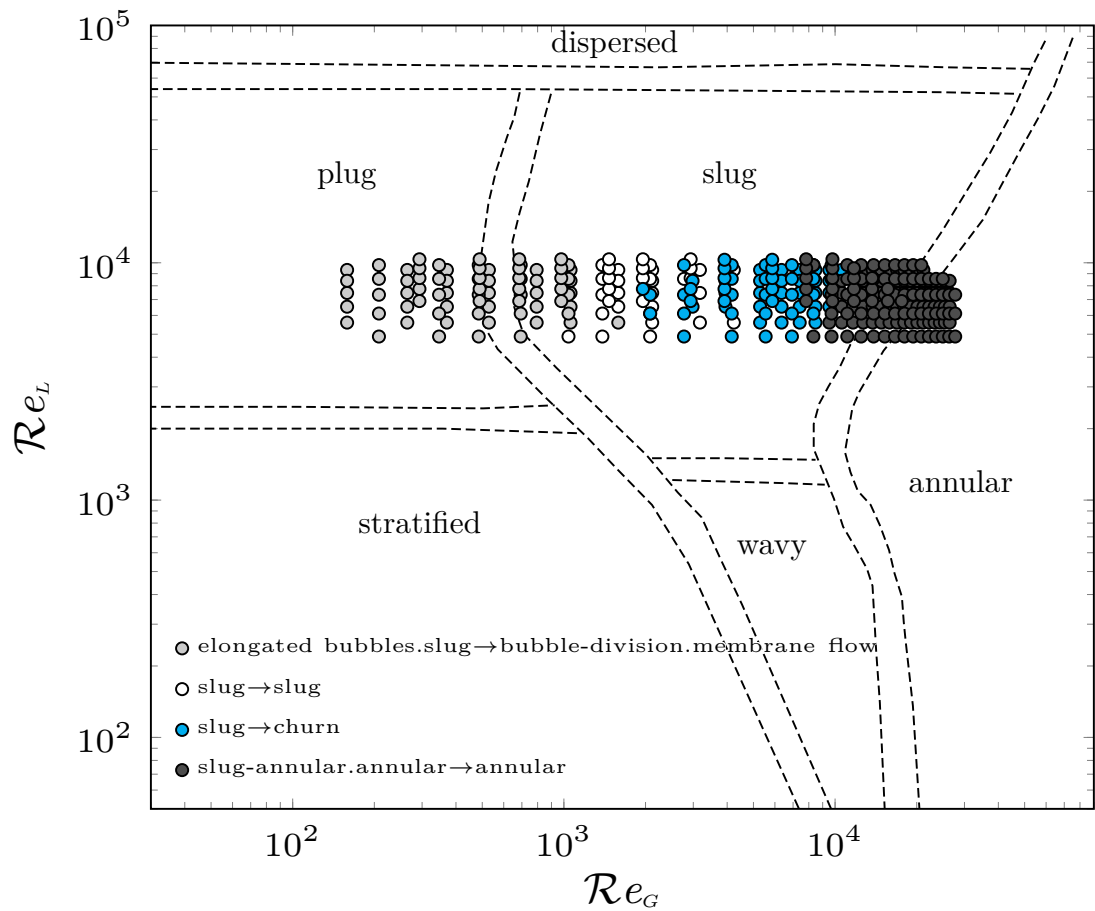 10^5
dispersed
plug
slug
10^4
Re_L
10^3
annular
stratified
wavy
elongated bubbles.slug→bubble-division.membrane flow
slug→slug
slug→churn
10^2
slug-annular.annular→annular
10^2
10^3
10^4
Re_G